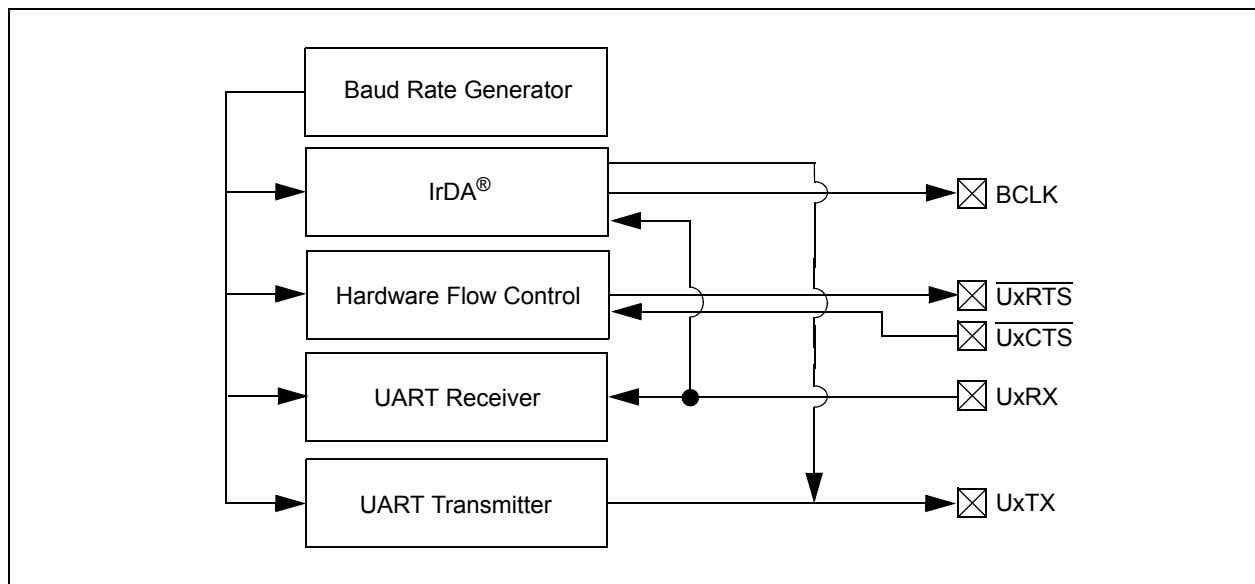 Baud Rate Generator
IrDA®
BCLK
Hardware Flow Control
UxRTS
UxCTS
UART Receiver
UxRX
UART Transmitter
UxTX